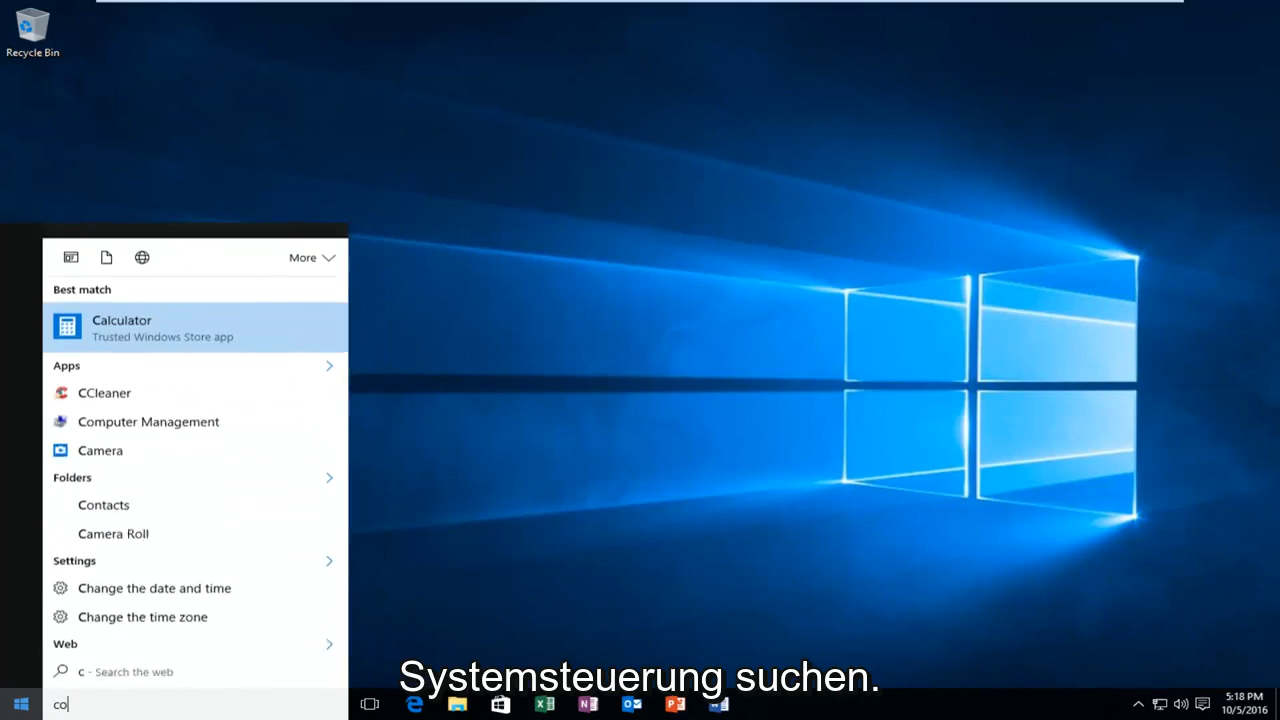 Recycle Bin
More
Best match
Calculator
Trusted Windows Store app
Apps
CCleaner
Computer Management
Camera
Folders
Contacts
Camera Roll
Settings
Change the date and time
Change the time zone
Web
c - Search the web
Systemsteuerung suchen.
co
5:18 PM
10/5/2016